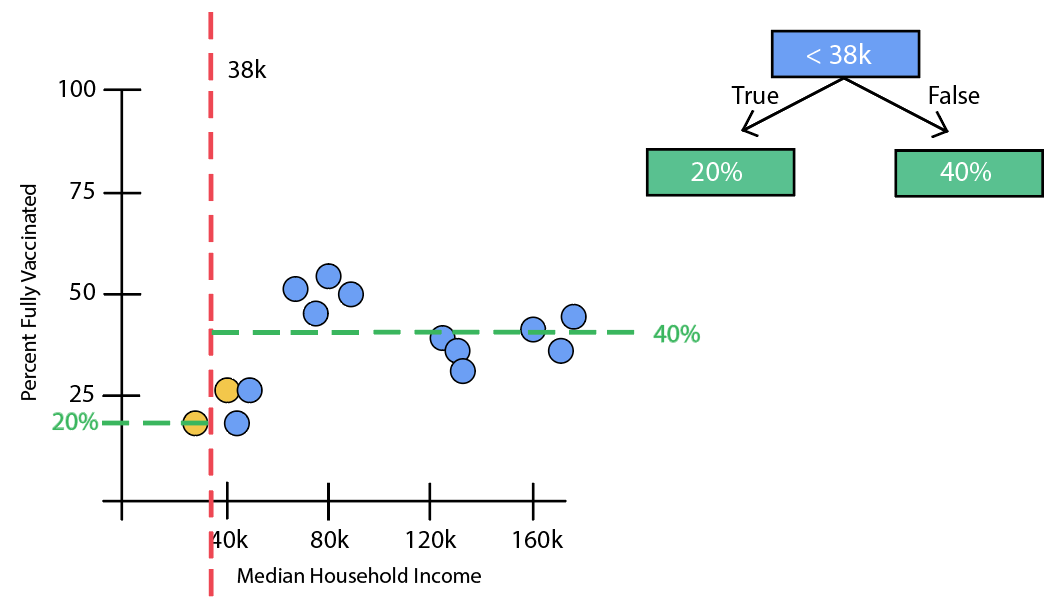 38k
< 38k
True
False
20%
40%
100
75
50
25
20%
40%
Percent Fully Vaccinated
40k
80k
120k
160k
Median Household Income